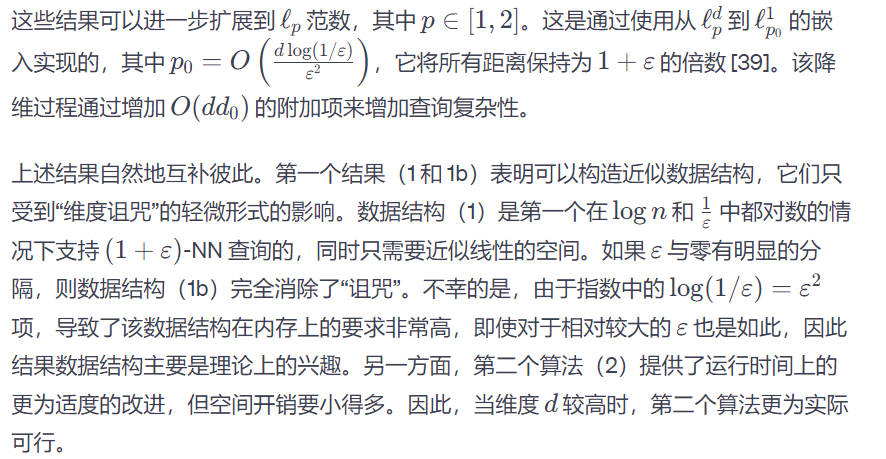 这些结果可以进一步扩展到 $\ell_p$ 范数，其中 $p \in [1, 2]$。这是通过使用从 $\ell_p^d$ 到 $\ell_{p_0}^1$ 的嵌
入实现的，其中 $p_0 = O\left(\frac{d \log(1/\varepsilon)}{\varepsilon^2}\right)$，它将所有距离保持为 $1 + \varepsilon$ 的倍数 [39]。该降
维过程通过增加 $O(dd_0)$ 的附加项来增加查询复杂性。
上述结果自然地互补彼此。第一个结果（1 和 1b）表明可以构造近似数据结构，它们只
受到“维度诅咒”的轻微形式的影响。数据结构（1）是第一个在 $\log n$ 和 $\frac{1}{\varepsilon}$ 中都对数的情
况下支持 $(1 + \varepsilon)$-NN 查询的，同时只需要近似线性的空间。如果 $\varepsilon$ 与零有明显的分
隔，则数据结构（1b）完全消除了“诅咒”。不幸的是，由于指数中的 $\log(1/\varepsilon) = \varepsilon^2$
项，导致了该数据结构在内存上的要求非常高，即使对于相对较大的 $\varepsilon$ 也是如此，因此
结果数据结构主要是理论上的兴趣。另一方面，第二个算法（2）提供了运行时间上的
更为适度的改进，但空间开销要小得多。因此，当维度 $d$ 较高时，第二个算法更为实际
可行。